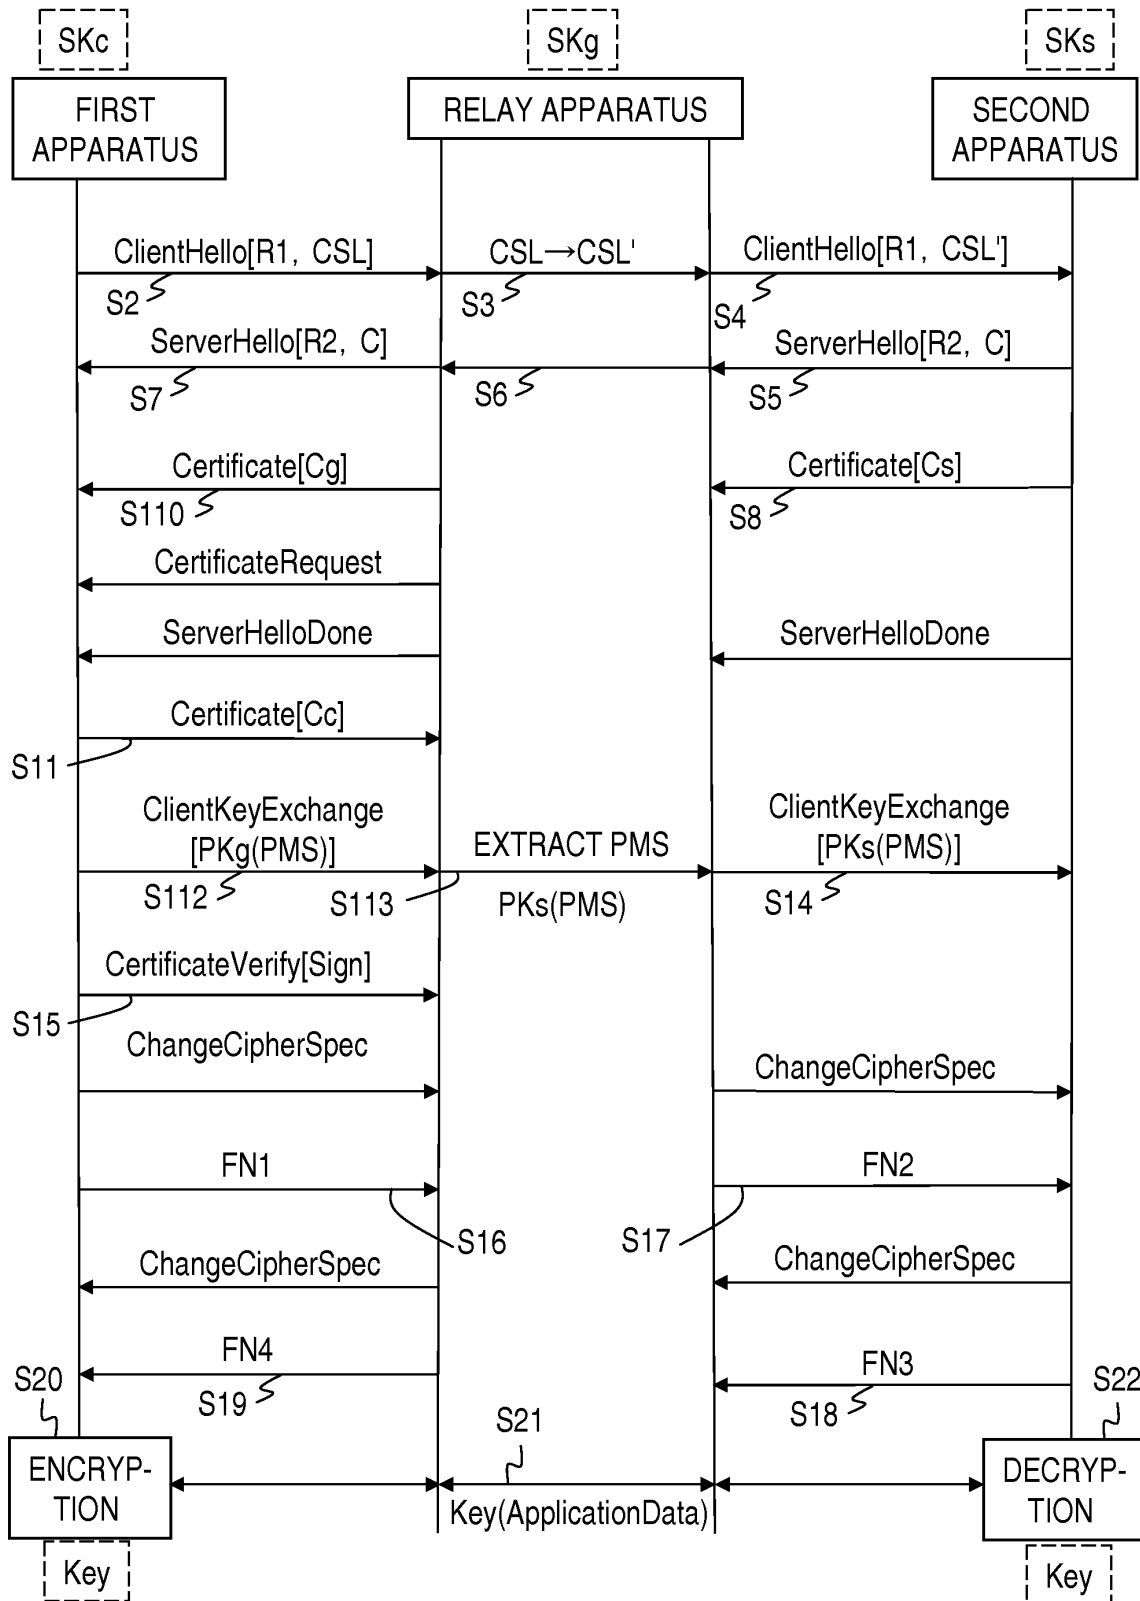 SKc
SKg
SKs
FIRST
APPARATUS
RELAY APPARATUS
SECOND
APPARATUS
ClientHello[R1, CSL]
CSL→CSL'
ClientHello[R1, CSL']
S2
S3
S4
ServerHello[R2, C]
ServerHello[R2, C]
S7
S6
S5
Certificate[Cg]
Certificate[Cs]
S110
S8
CertificateRequest
ServerHelloDone
ServerHelloDone
Certificate[Cc]
S11
ClientKeyExchange
[PKg(PMS)]
EXTRACT PMS
ClientKeyExchange
[PKs(PMS)]
S112
S113
PKs(PMS)
S14
CertificateVerify[Sign]
S15
ChangeCipherSpec
ChangeCipherSpec
FN1
FN2
S16
S17
ChangeCipherSpec
ChangeCipherSpec
FN4
FN3
S20
S19
S18
S22
S21
ENCRYP-
TION
Key(ApplicationData)
DECRYP-
TION
Key
Key